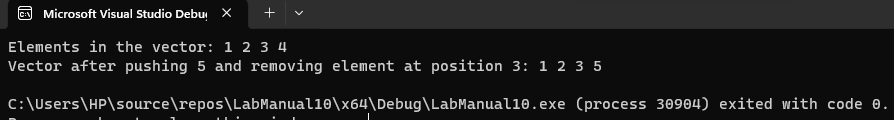 Microsoft Visual Studio Debu
Elements in the vector: 1 2 3 4
Vector after pushing 5 and removing element at position 3: 1 2 3 5
C:\Users\HP\source\repos\LabManual10\x64\Debug\LabManual10.exe (process 30904) exited with code 0.